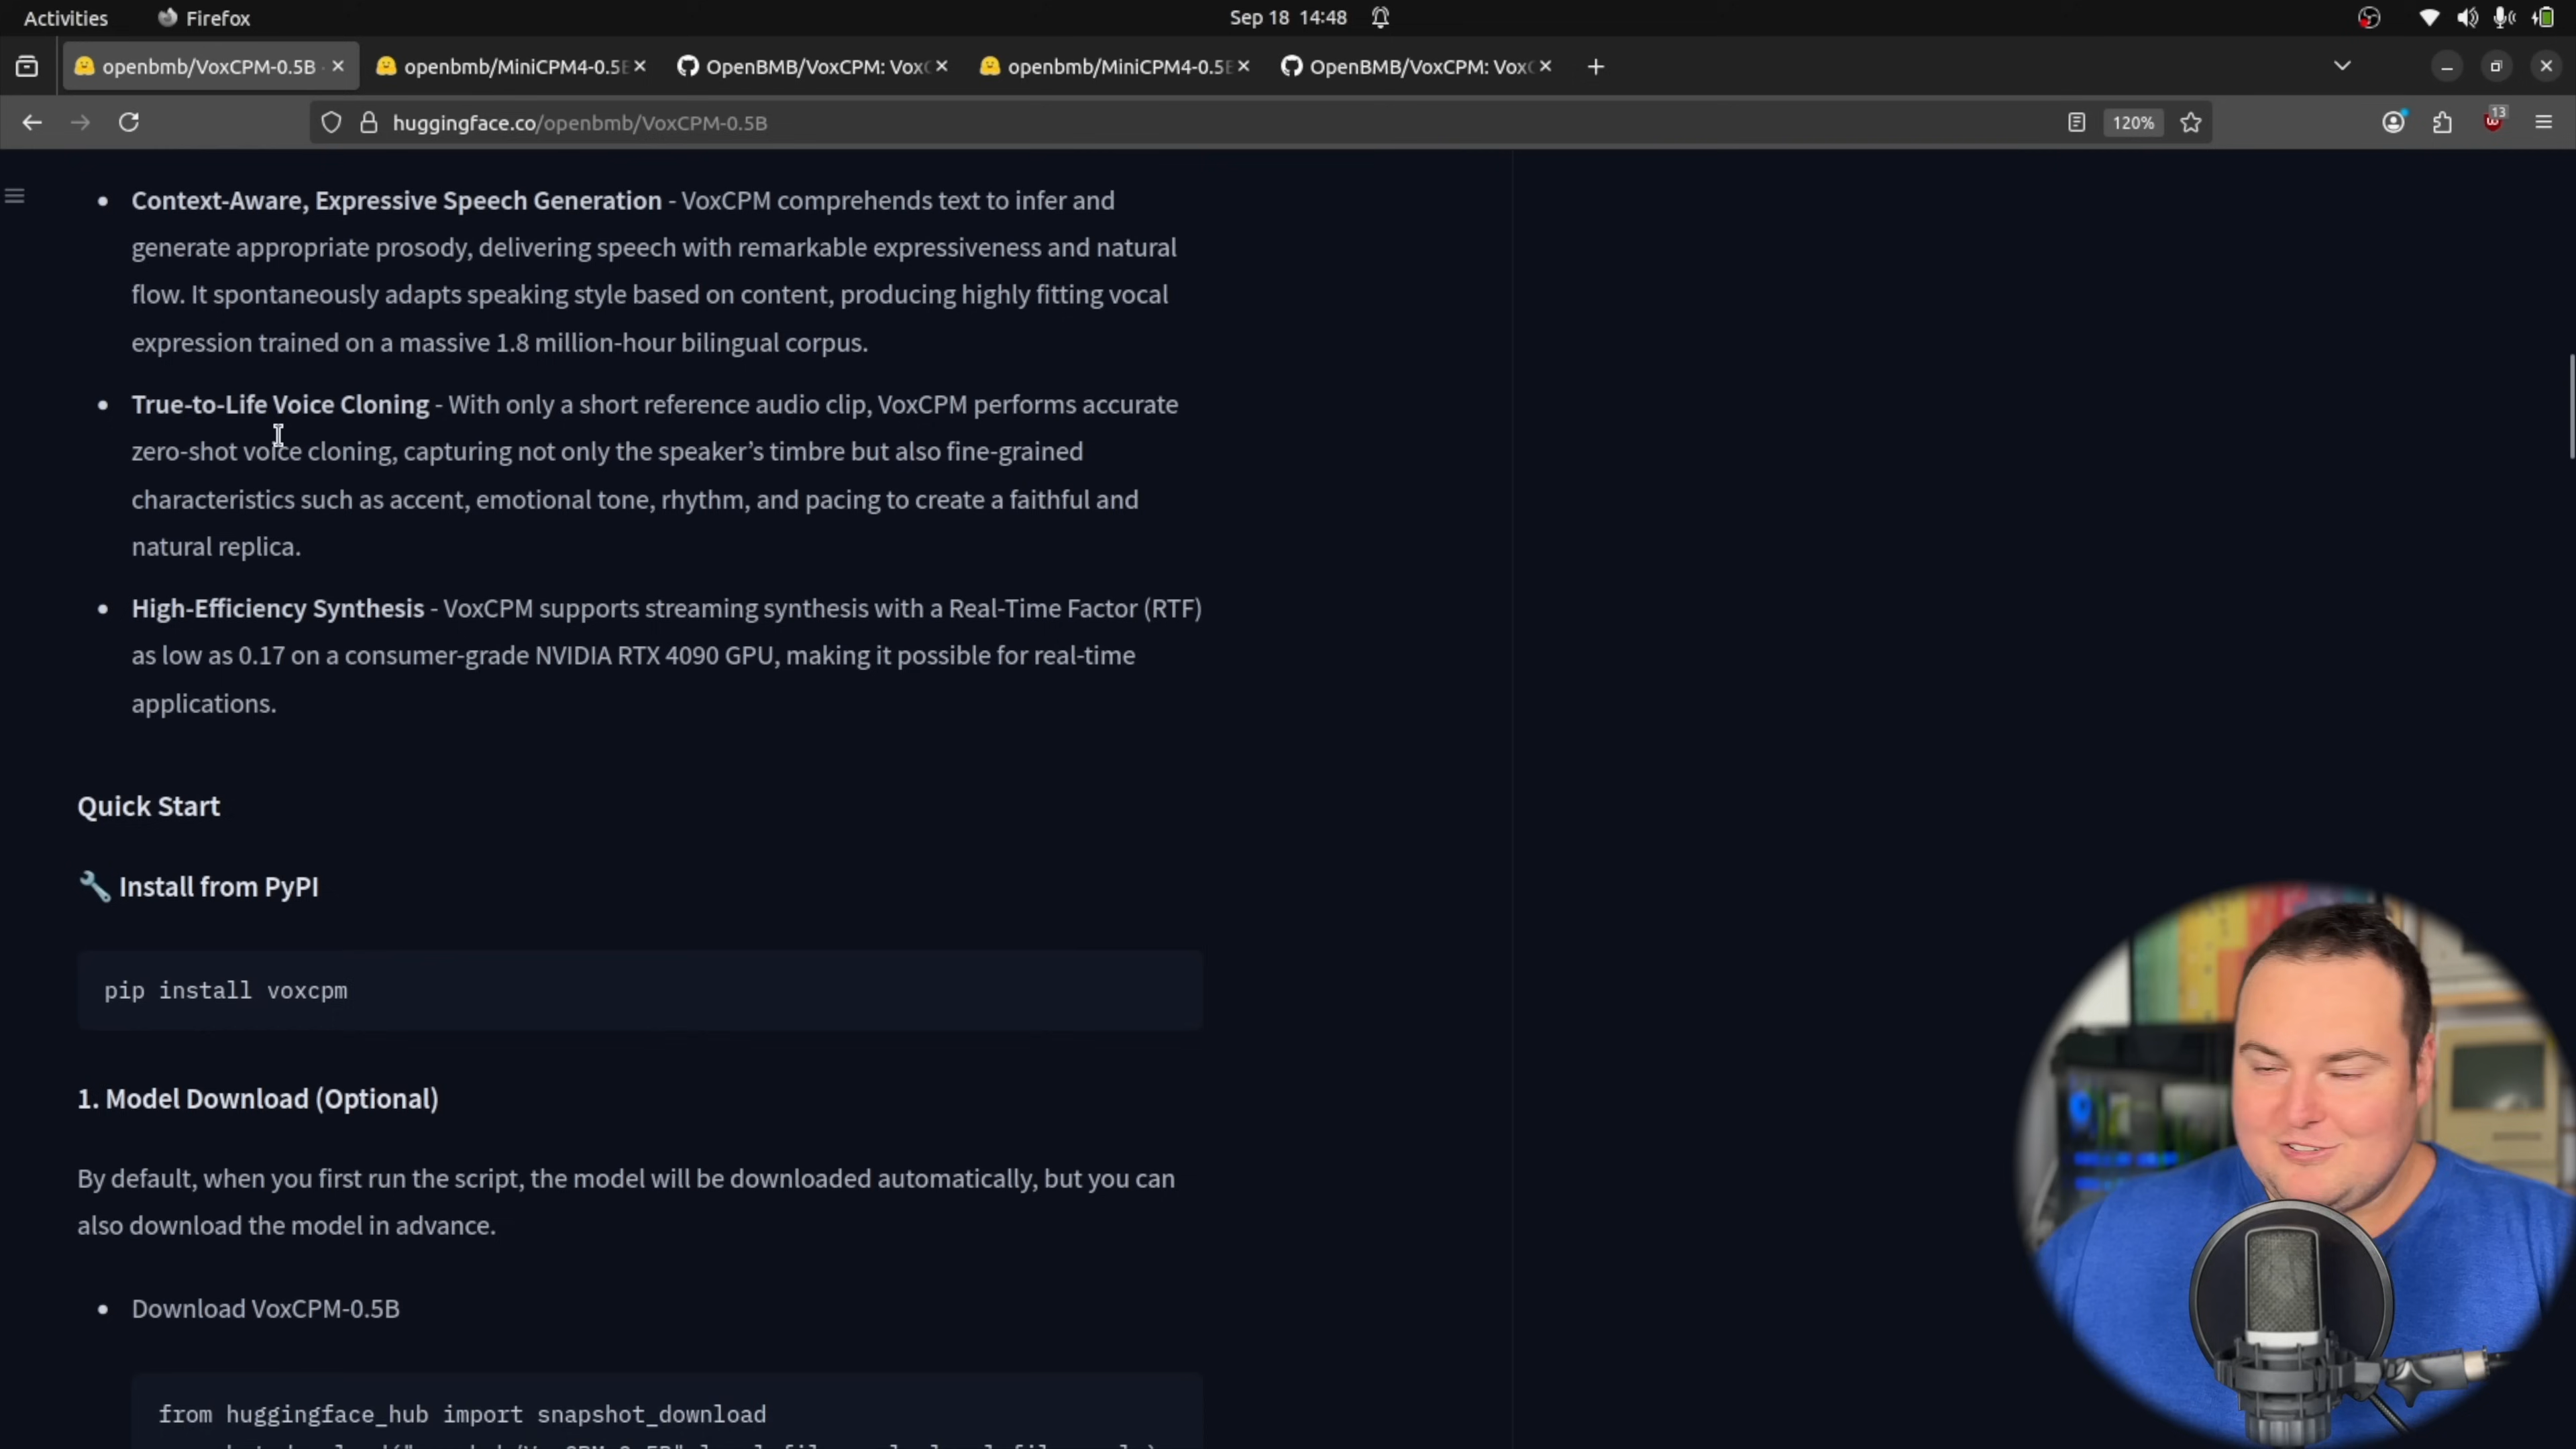 Activities
Firefox
Sep 18 14:48
openbmb/VoxCPM-0.5B
openbmb/MiniCPM4-0.5B
OpenBMB/VoxCPM: Vox
openbmb/MiniCPM4-0.5B
OpenBMB/VoxCPM: Vox
huggingface.co/openbmb/VoxCPM-0.5B
120%
13
Context-Aware, Expressive Speech Generation - VoxCPM comprehends text to infer and
generate appropriate prosody, delivering speech with remarkable expressiveness and natural
flow. It spontaneously adapts speaking style based on content, producing highly fitting vocal
expression trained on a massive 1.8 million-hour bilingual corpus.
True-to-Life Voice Cloning - With only a short reference audio clip, VoxCPM performs accurate
zero-shot voice cloning, capturing not only the speaker’s timbre but also fine-grained
characteristics such as accent, emotional tone, rhythm, and pacing to create a faithful and
natural replica.
High-Efficiency Synthesis - VoxCPM supports streaming synthesis with a Real-Time Factor (RTF)
as low as 0.17 on a consumer-grade NVIDIA RTX 4090 GPU, making it possible for real-time
applications.
Quick Start
🔧 Install from PyPI
pip install voxcpm
1. Model Download (Optional)
By default, when you first run the script, the model will be downloaded automatically, but you can
also download the model in advance.
Download VoxCPM-0.5B
from huggingface_hub import snapshot_download